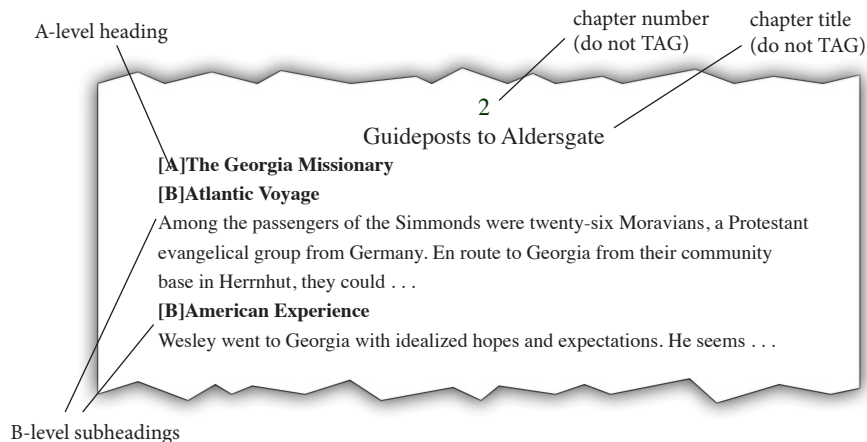 A-level heading
chapter number
(do not TAG)
chapter title
(do not TAG)
2
Guideposts to Aldersgate
[A]The Georgia Missionary
[B]Atlantic Voyage
Among the passengers of the Simmonds were twenty-six Moravians, a Protestant
evangelical group from Germany. En route to Georgia from their community
base in Herrnhut, they could . . .
[B]American Experience
Wesley went to Georgia with idealized hopes and expectations. He seems . . .
B-level subheadings